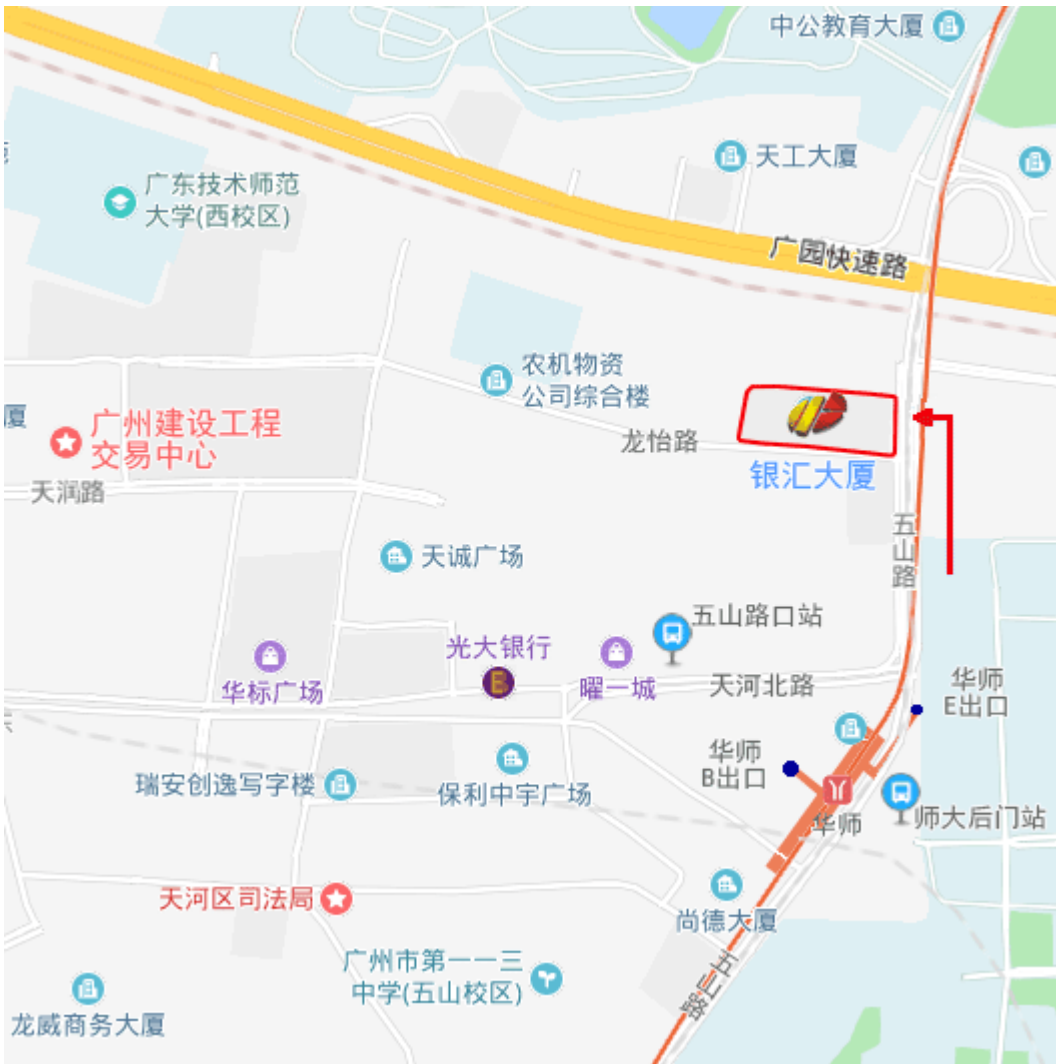 中公教育大厦
天工大厦
广东技术师范
大学(西校区)
广园快速路
农机物资
公司综合楼
厦
广州建设工程
交易中心
龙怡路
银汇大厦
天润路
五山路
天诚广场
五山路口站
光大银行
华标广场
曜一城
天河北路
华师
E出口
华师
B出口
瑞安创逸写字楼
保利中宇广场
华师
师大后门站
天河区司法局
尚德大厦
广州市第一一三
中学(五山校区)
五山路
龙威商务大厦